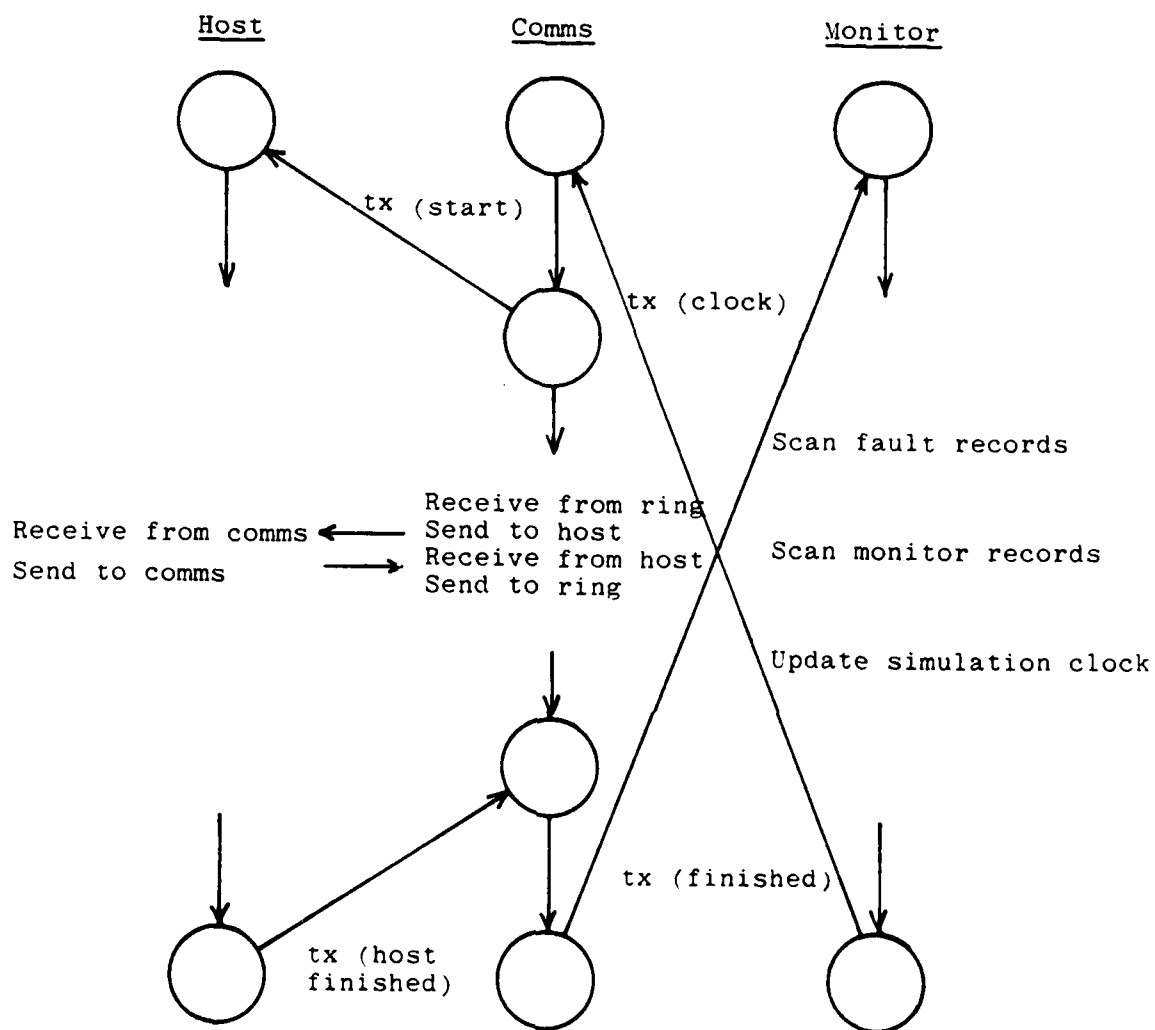 Host
Comms
Monitor
tx (start)
tx (clock)
Scan fault records
Receive from ring
Receive from comms
Send to host
Scan monitor records
Receive from host
Send to comms
Send to ring
Update simulation clock
tx (finished)
tx (host
finished)